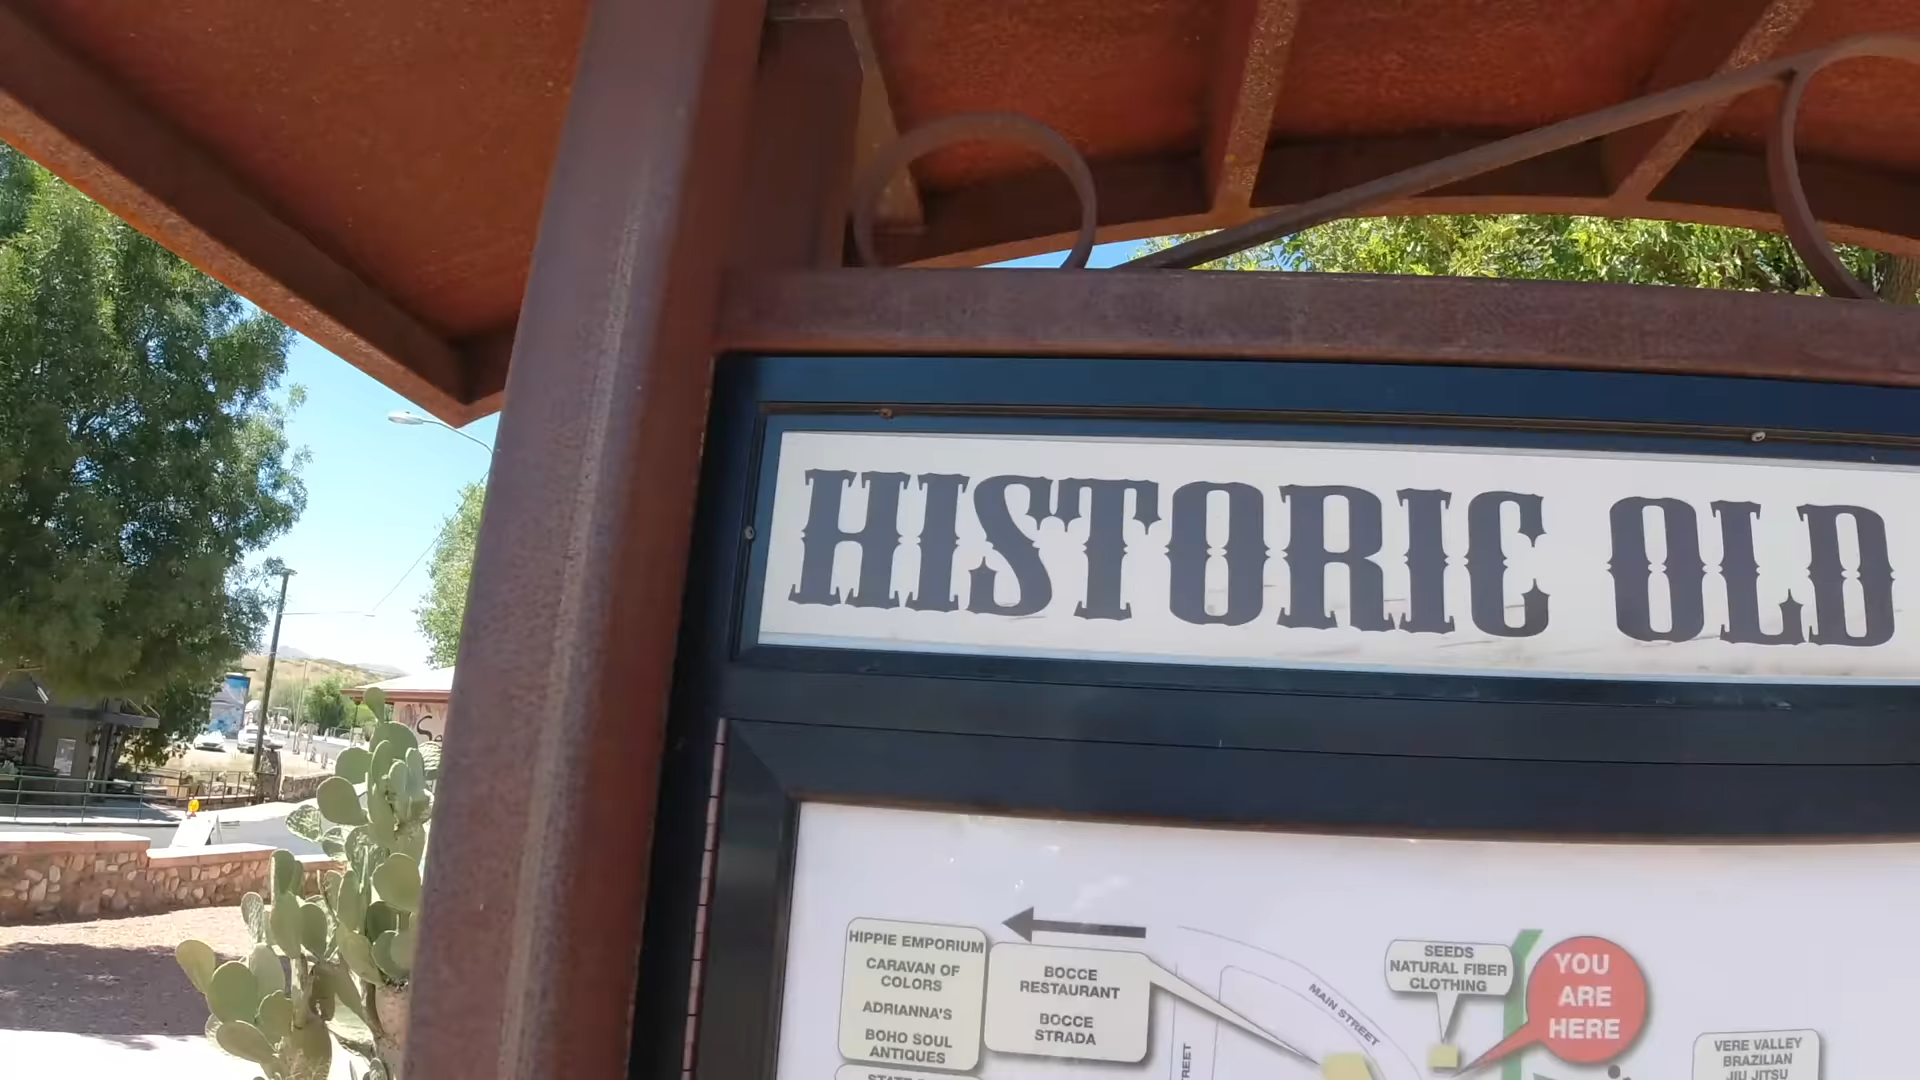 HISTORIC OLD
HIPPIE EMPORIUM
CARAVAN OF
COLORS
ADRIANNA'S
BOHO SOUL
ANTIQUES
BOCCE
RESTAURANT
BOCCE
STRADA
MAIN STREET
SEEDS
NATURAL FIBER
CLOTHING
YOU
ARE
HERE
VERE VALLEY
BRAZILIAN
JIU JITSU